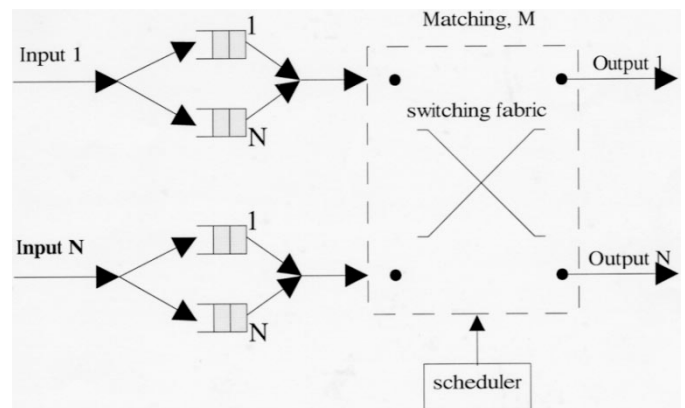 Matching, M
Input 1
1
N
Output 1
switching fabric
Input N
1
N
Output N
scheduler